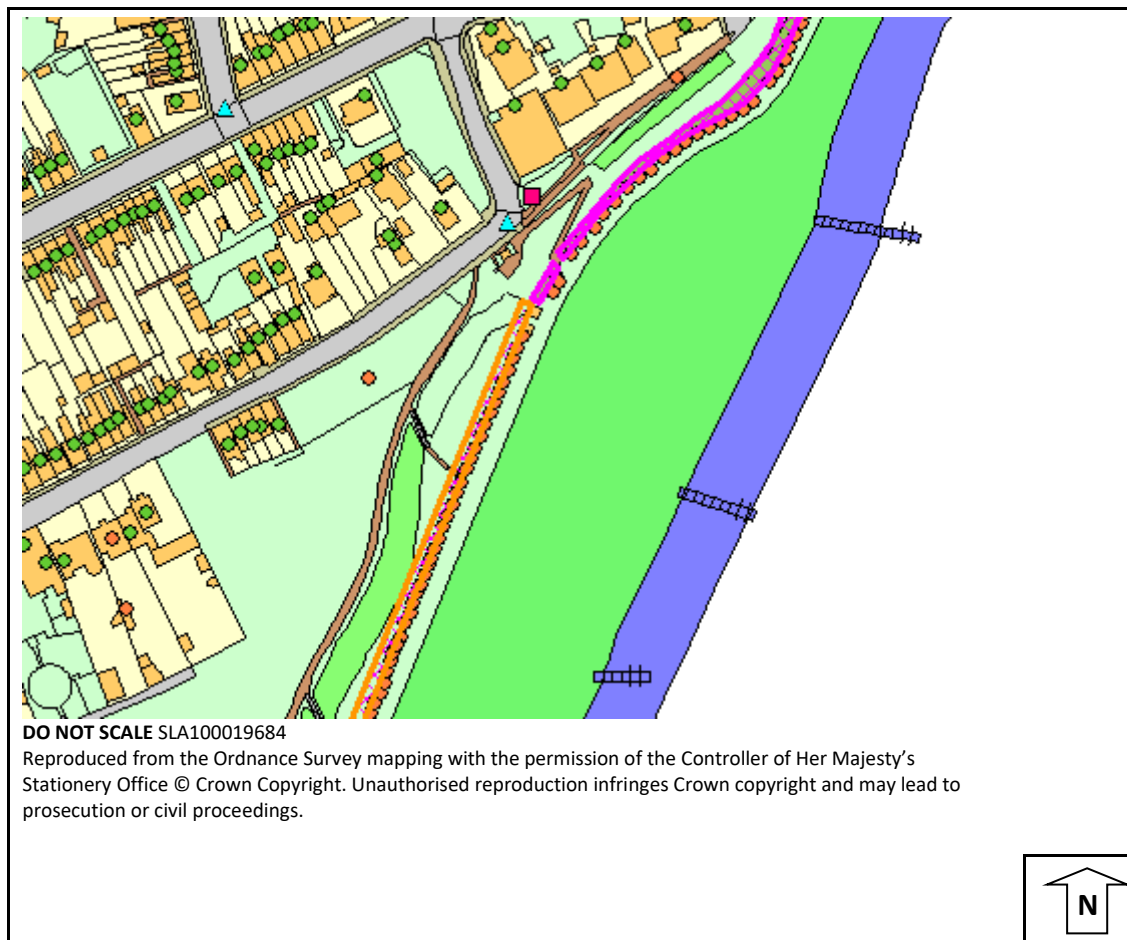 DO NOT SCALE SLA100019684
Reproduced from the Ordnance Survey mapping with the permission of the Controller of Her Majesty’s
Stationery Office © Crown Copyright. Unauthorised reproduction infringes Crown copyright and may lead to
prosecution or civil proceedings.
N